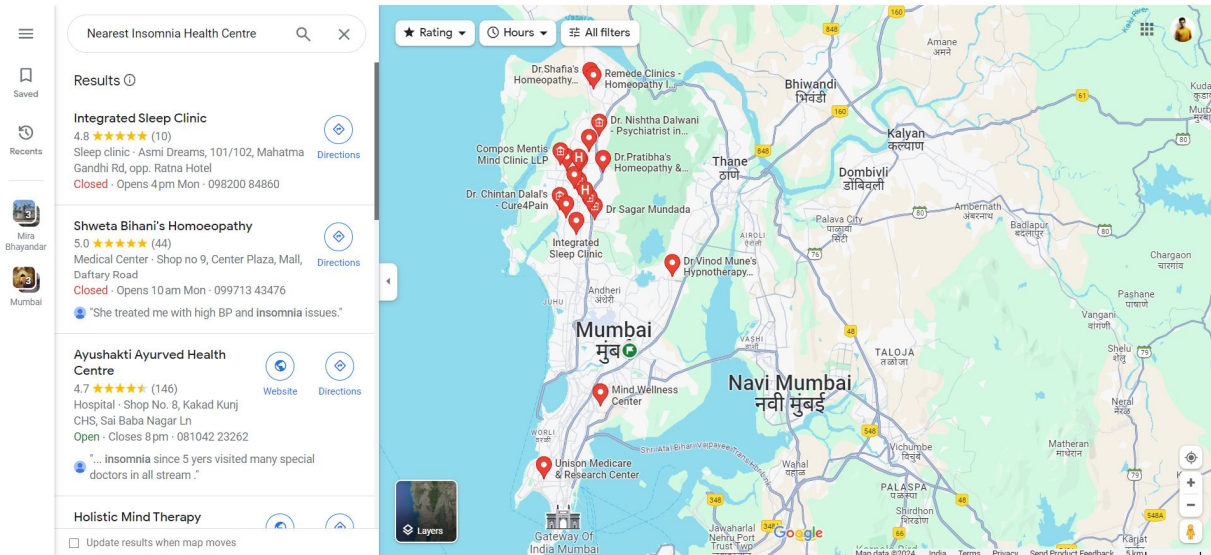 Nearest Insomnia Health Centre
Rating
Hours
All filters
Saved
Recents
3
Mira
Bhayandar
3
Mumbai
Results
Integrated Sleep Clinic
4.8 (10)
Sleep clinic · Asmi Dreams, 101/102, Mahatma
Gandhi Rd, opp. Ratna Hotel
Closed · Opens 4 pm Mon · 098200 84860
Directions
Shweta Bihani's Homoeopathy
5.0 (44)
Medical Center · Shop no 9, Center Plaza, Mall,
Daftary Road
Closed · Opens 10 am Mon · 099713 43476
Directions
"She treated me with high BP and insomnia issues."
Ayushakti Ayurved Health
Centre
4.7 (146)
Hospital · Shop No. 8, Kakad Kunj
CHS, Sai Baba Nagar Ln
Open · Closes 8 pm · 081042 23262
Website
Directions
"... insomnia since 5 yers visited many special
doctors in all stream ."
Holistic Mind Therapy
Update results when map moves
Dr.Shafia's
Homeopathy...
Remede Clinics -
Homeopathy I...
Dr. Nishtha Dalwani
- Psychiatrist in...
Compos Mentis
Mind Clinic LLP
H
Dr.Pratibha's
Homeopathy &...
Dr. Chintan Dalal's
- Cure4Pain
H
Dr Sagar Mundada
Integrated
Sleep Clinic
Dr Vinod Mune's
Hypnotherapy...
Andheri
अंधेरी
JUHU
Mumbai
मुंब
Mind Wellness
Center
WORLI
वरळी
Unison Medicare
& Research Center
Gateway Of
India Mumbai
Layers
160
848
Amane
अमने
Bhiwandi
भिवंडी
61
160
Kalyan
कल्याण
Thane
ठाणे
848
Dombivli
डोंबिवली
80
Palava City
पालावा सिटी
Ambernath
अंबरनाथ
Badlapur
बदलापूर
80
AIROLI
76
Chargaon
चारगांव
Pashane
पाषाणे
Vangani
वांगणी
VASHI
वाशी
48
TALOJA
तळोजा
Shelu
शेलू
79
Navi Mumbai
नवी मुंबई
Neral
नेरळ
548
Matheran
माथेरान
Vichumbe
विचुंबे
Wahal
वहाळ
PALASPA
पळस्पा
79
48
348
Shirdhon
शिरढोण
Jawaharlal
Nehru Port
Trust Twp
Google
548A
Karjat
Map data ©2024 India Terms Privacy Send Product Feedback 5 km